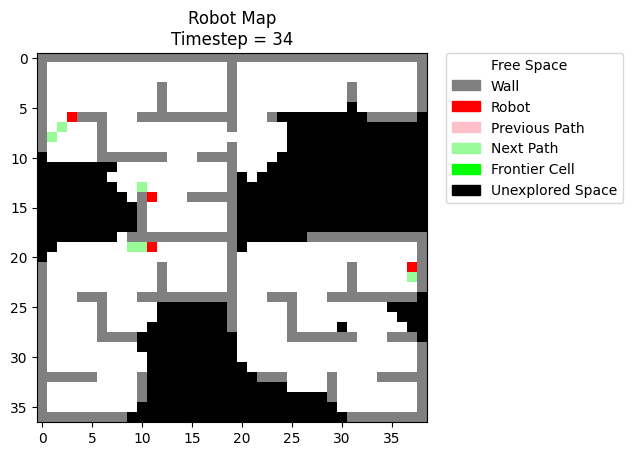 Robot Map
Timestep = 34
0
5
10
15
20
25
30
35
0
5
10
15
20
25
30
35
Free Space
Wall
Robot
Previous Path
Next Path
Frontier Cell
Unexplored Space